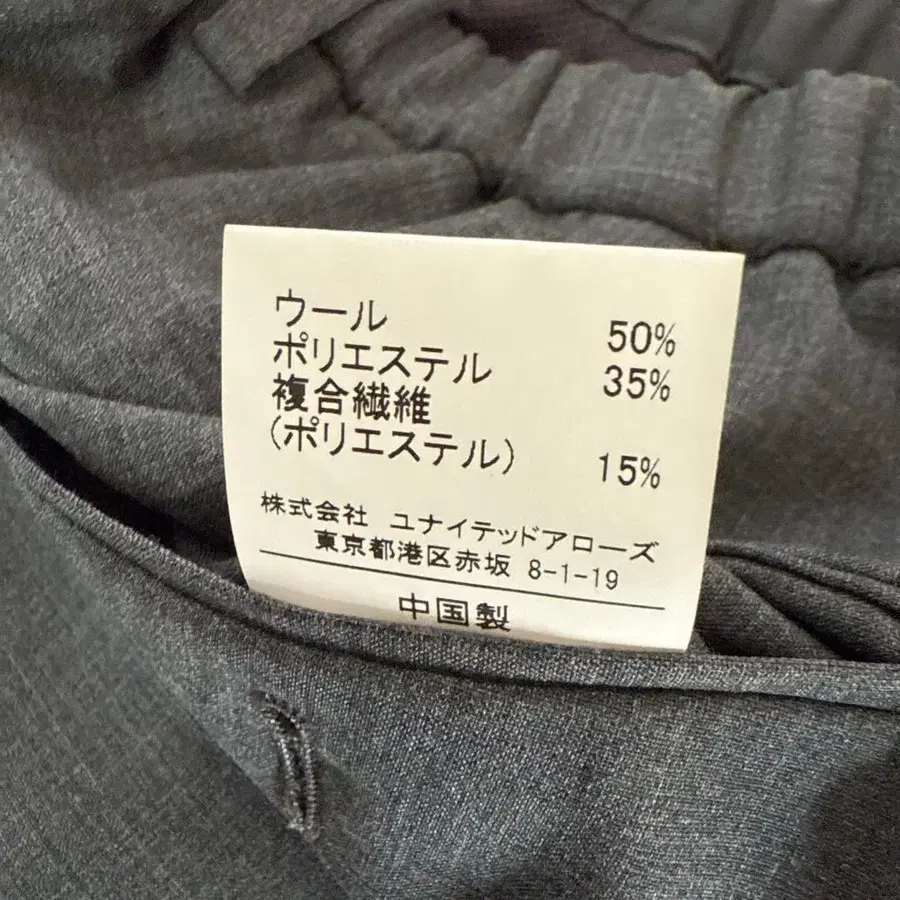 ウール 50%
ポリエステル 35%
複合繊維
(ポリエステル) 15%
株式会社 ユナイテッドアローズ
東京都港区赤坂 8-1-19
中国製